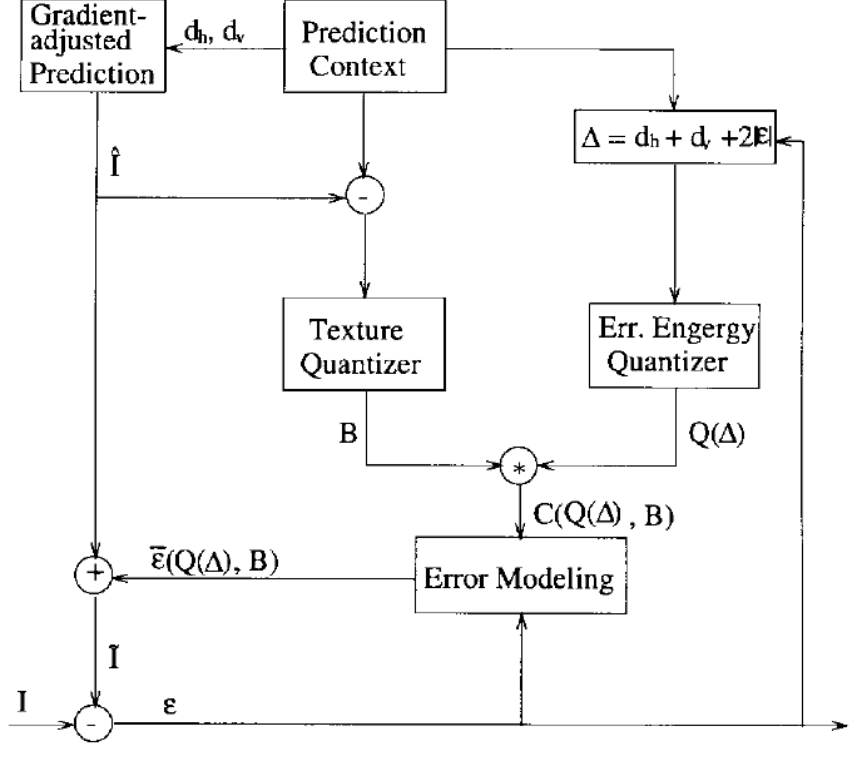 Gradient-
adjusted
Prediction
dₕ, dᵥ
Prediction
Context
Δ = dₕ + dᵥ +2|ε|
Î
-
Texture
Quantizer
Err. Engergy
Quantizer
B
Q(Δ)
*
C(Q(Δ) , B)
ε̅(Q(Δ), B)
+
Error Modeling
Ĩ
I
-
ε